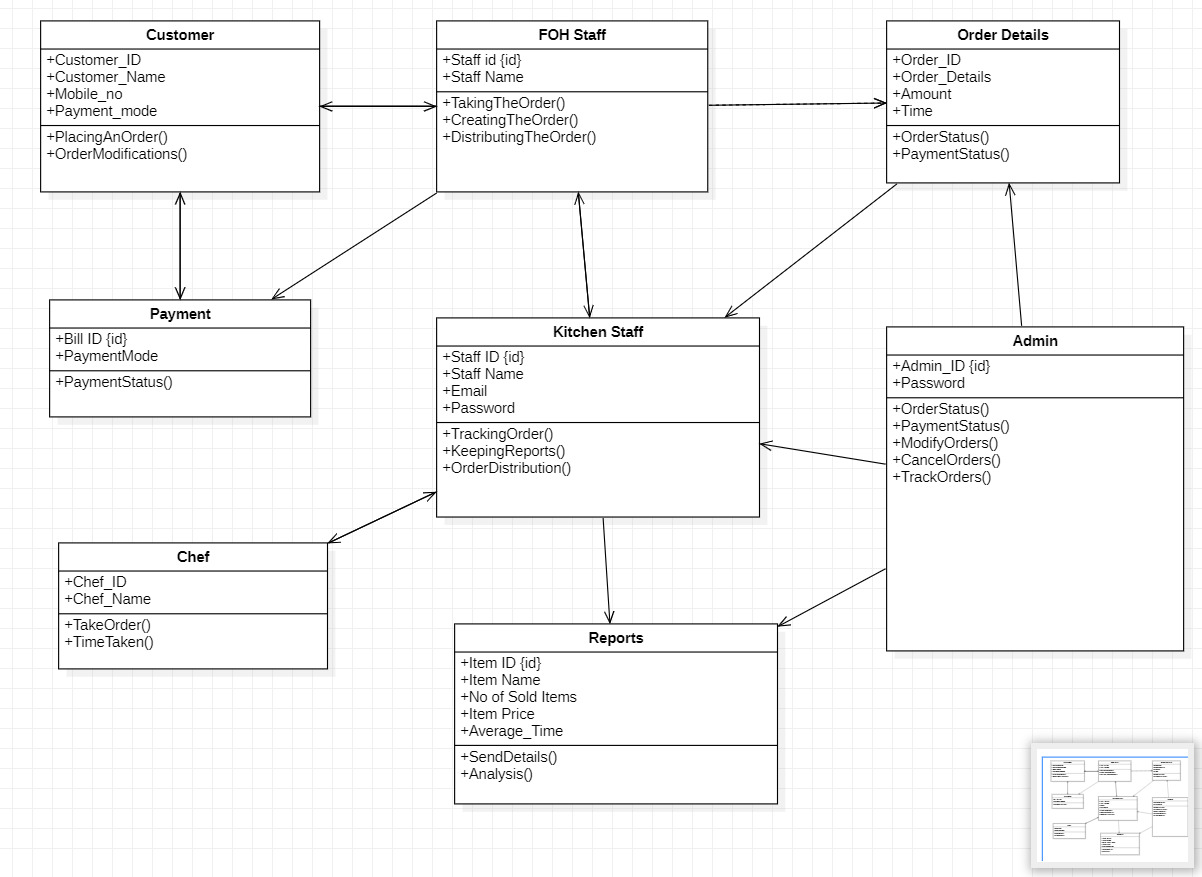 Customer
+Customer_ID
+Customer_Name
+Mobile_no
+Payment_mode
+PlacingAnOrder()
+OrderModifications()
FOH Staff
+Staff id {id}
+Staff Name
+TakingTheOrder()
+CreatingTheOrder()
+DistributingTheOrder()
Order Details
+Order_ID
+Order_Details
+Amount
+Time
+OrderStatus()
+PaymentStatus()
Payment
+Bill ID {id}
+PaymentMode
+PaymentStatus()
Kitchen Staff
+Staff ID {id}
+Staff Name
+Email
+Password
+TrackingOrder()
+KeepingReports()
+OrderDistribution()
Admin
+Admin_ID {id}
+Password
+OrderStatus()
+PaymentStatus()
+ModifyOrders()
+CancelOrders()
+TrackOrders()
Chef
+Chef_ID
+Chef_Name
+TakeOrder()
+TimeTaken()
Reports
+Item ID {id}
+Item Name
+No of Sold Items
+Item Price
+Average_Time
+SendDetails()
+Analysis()